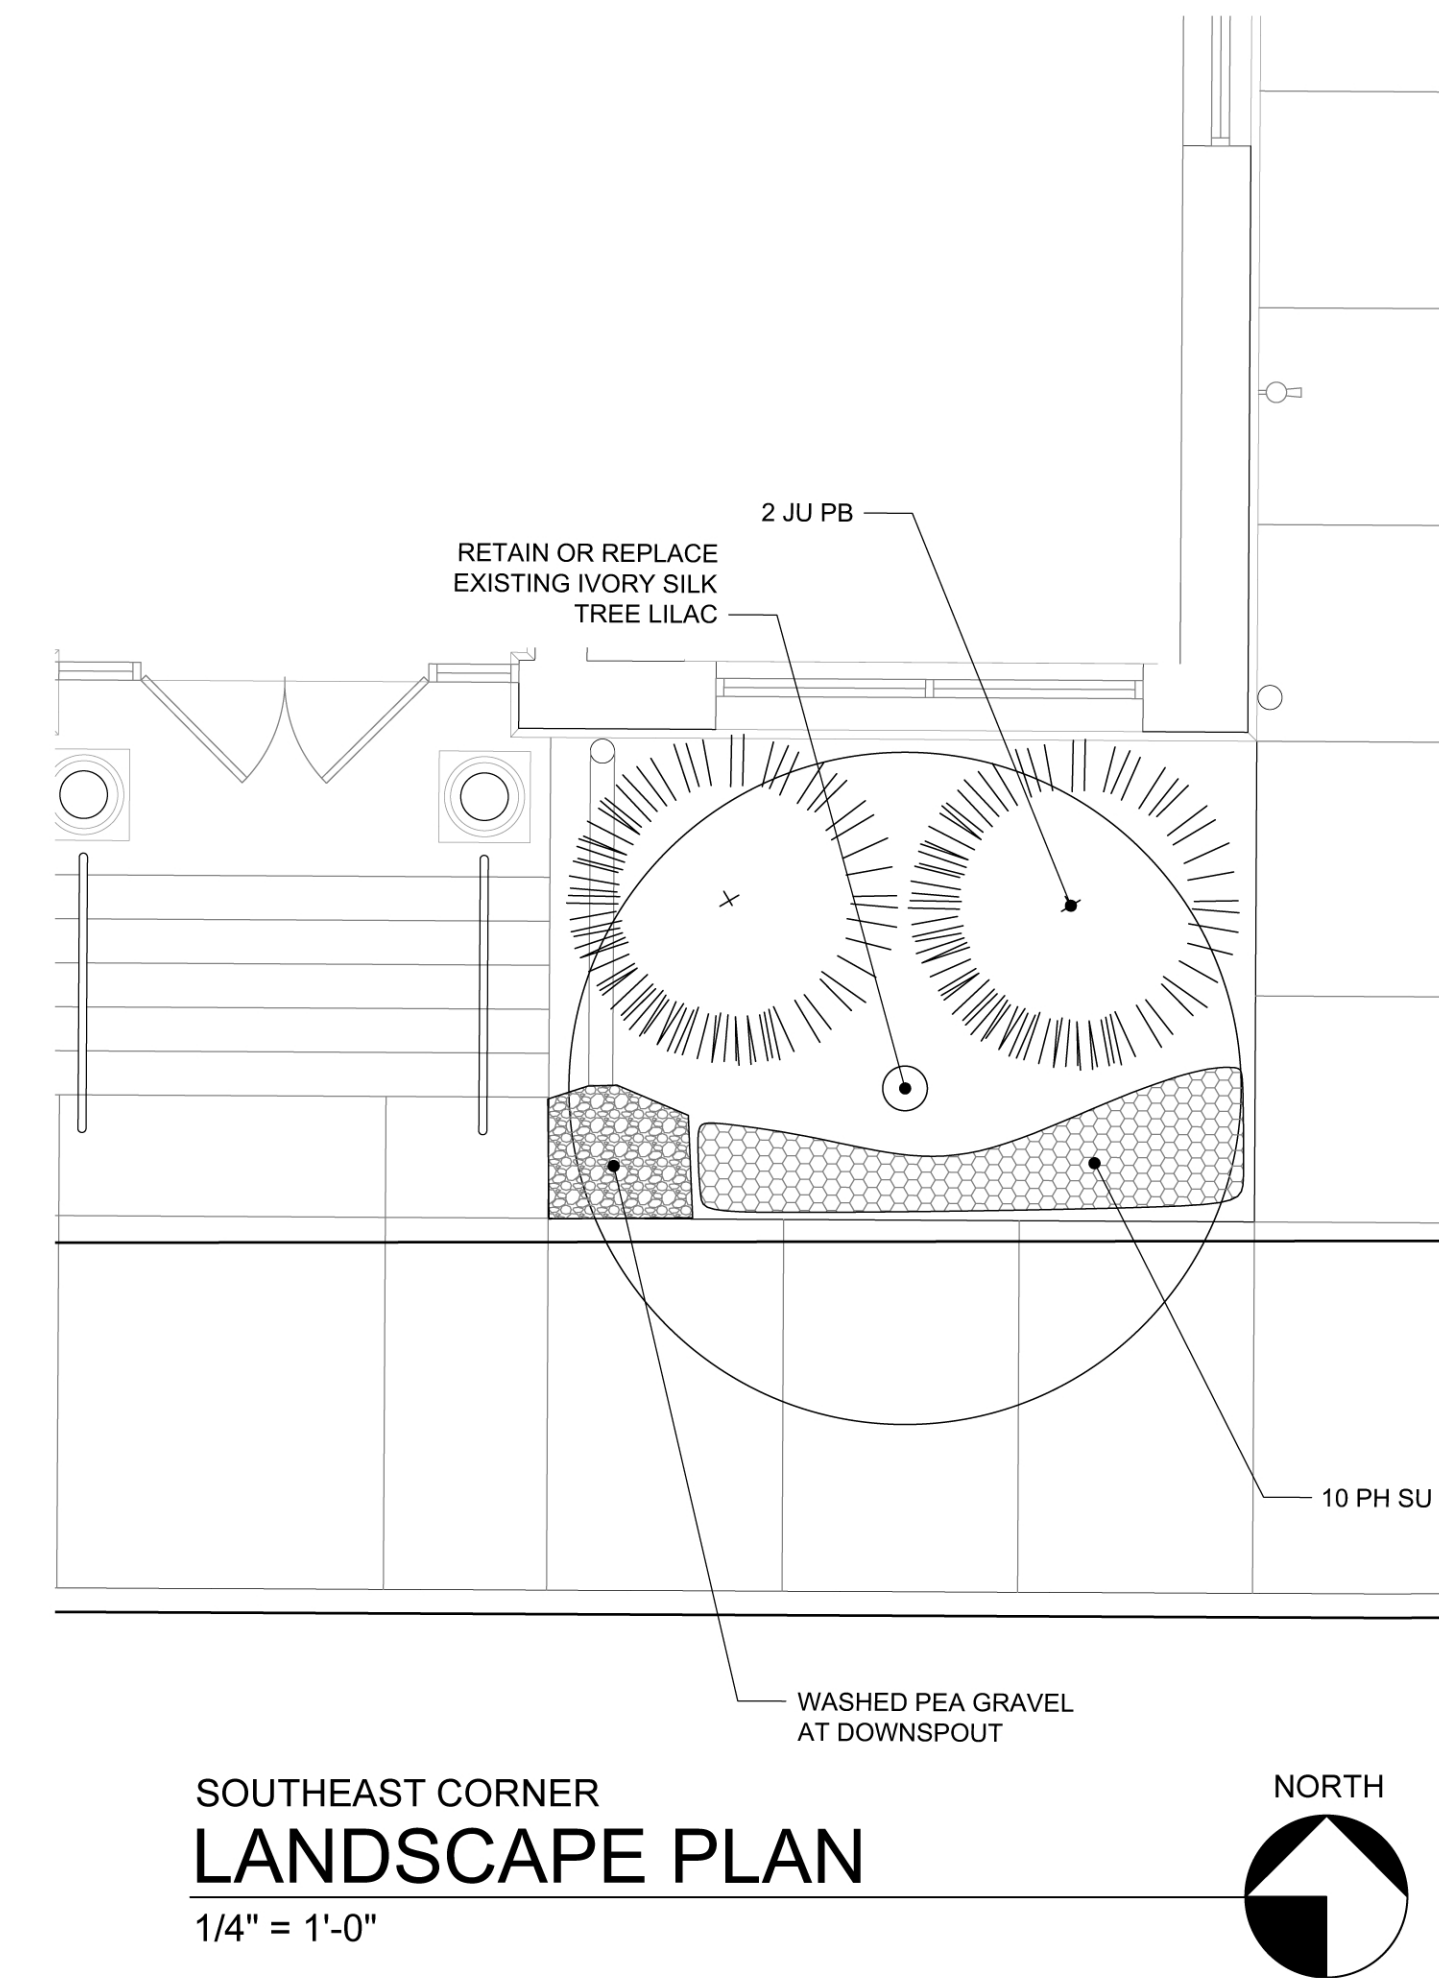 2 JU PB
RETAIN OR REPLACE
EXISTING IVORY SILK
TREE LILAC
10 PH SU
WASHED PEA GRAVEL
AT DOWNSPOUT
SOUTHEAST CORNER
LANDSCAPE PLAN
1/4" = 1'-0"
NORTH